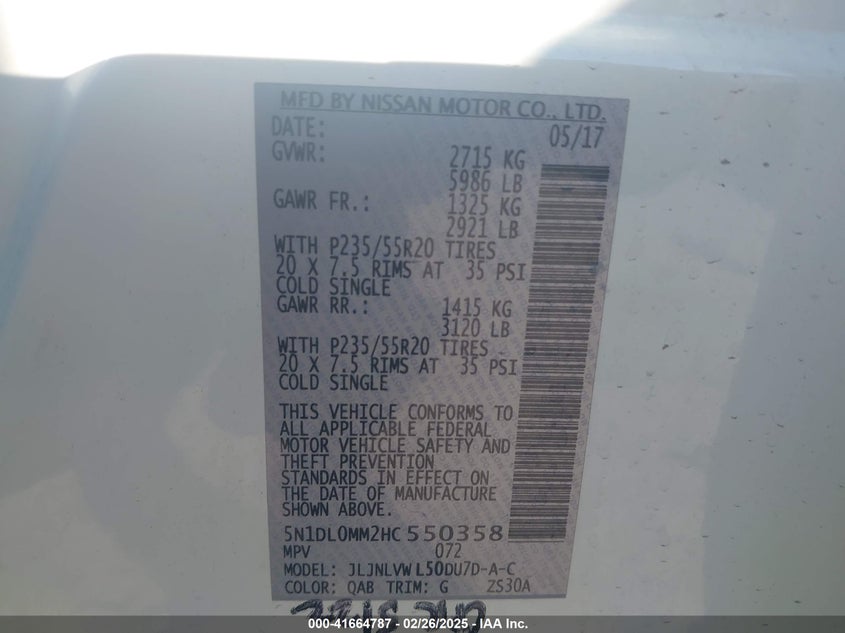 MFD BY NISSAN MOTOR CO., LTD.
DATE: 05/17
GVWR: 2715 KG
5986 LB
GAWR FR.: 1325 KG
2921 LB
WITH P235/55R20 TIRES
20 X 7.5 RIMS AT 35 PSI
COLD SINGLE
GAWR RR.: 1415 KG
3120 LB
WITH P235/55R20 TIRES
20 X 7.5 RIMS AT 35 PSI
COLD SINGLE
THIS VEHICLE CONFORMS TO
ALL APPLICABLE FEDERAL
MOTOR VEHICLE SAFETY AND
THEFT PREVENTION
STANDARDS IN EFFECT ON
THE DATE OF MANUFACTURE
SHOWN ABOVE.
5N1DL0MM2HC 550358
MPV 072
MODEL: JLJNLVW L50DU7D-A-C
COLOR: QAB TRIM: G ZS30A
000-41664787 - 02/26/2025 - IAA Inc.